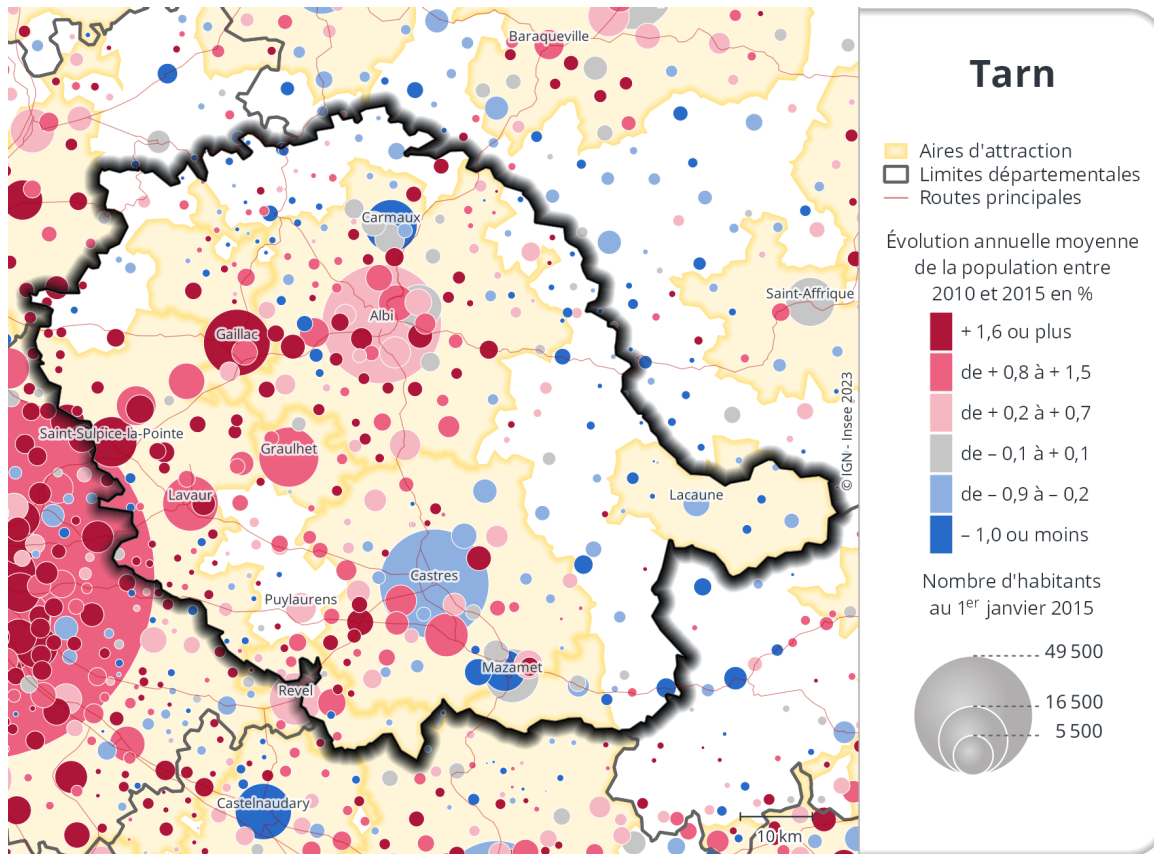 Tarn
Aires d'attraction
Limites départementales
Routes principales
Évolution annuelle moyenne
de la population entre
2010 et 2015 en %
+ 1,6 ou plus
de + 0,8 à + 1,5
de + 0,2 à + 0,7
de – 0,1 à + 0,1
de – 0,9 à – 0,2
– 1,0 ou moins
Nombre d'habitants
au 1er janvier 2015
49 500
16 500
5 500
Baraqueville
Carmaux
Saint-Affrique
Albi
Gaillac
Saint-Sulpice-la-Pointe
Graulhet
Lavaur
Lacaune
Castres
Puylaurens
Mazamet
Revel
Castelnaudary
10 km
© IGN - Insee 2023